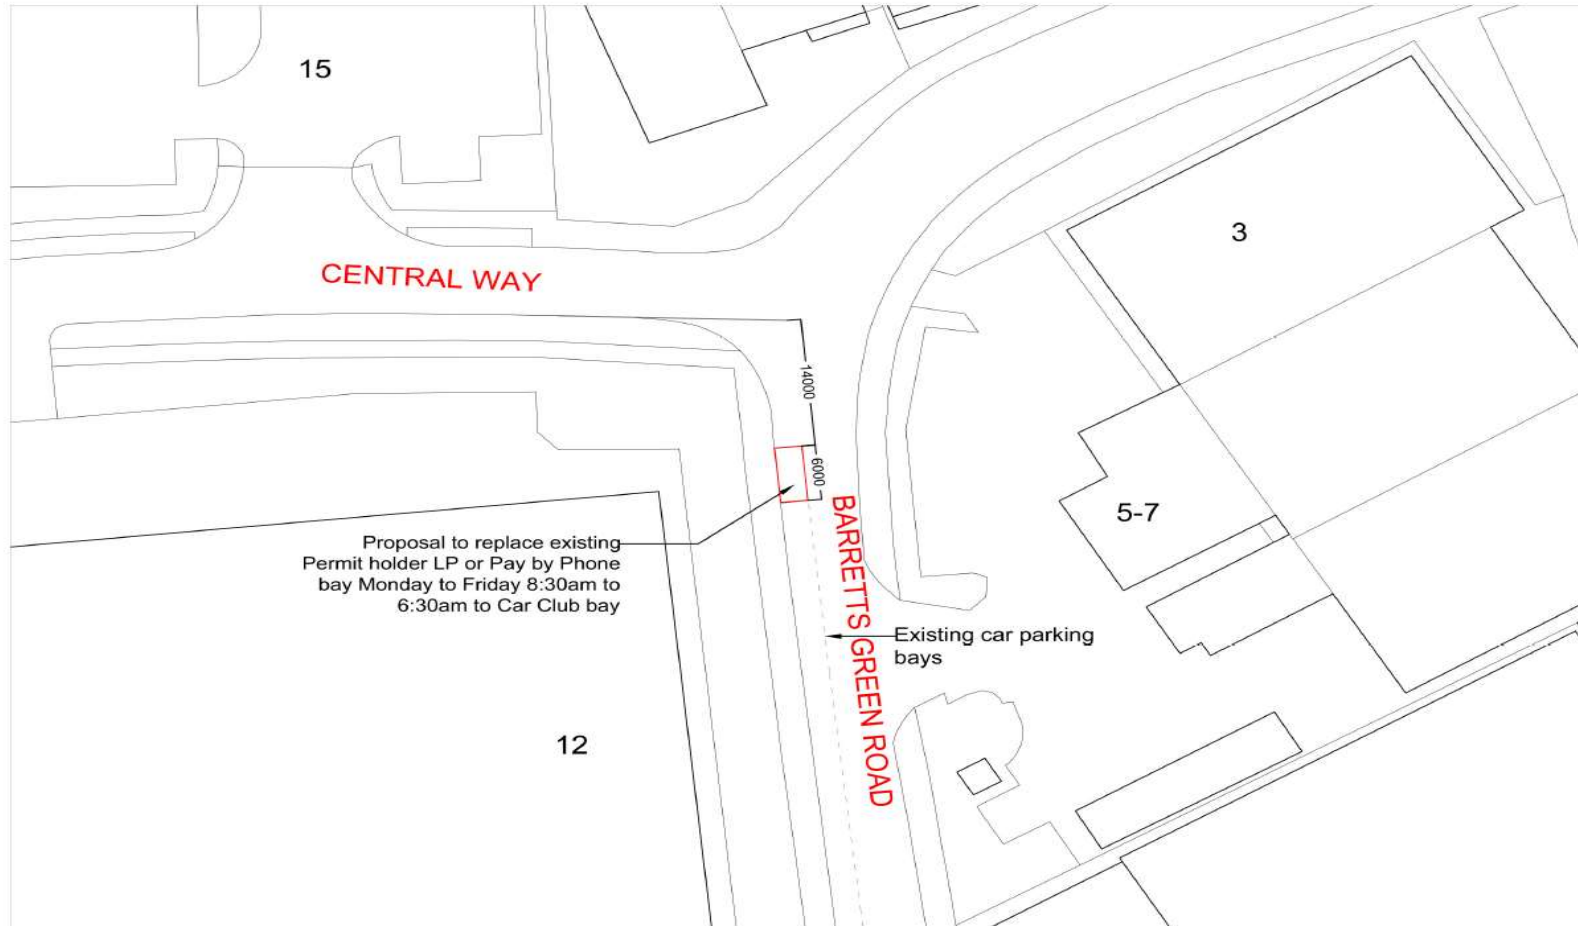 15
3
CENTRAL WAY
14000
6000
5-7
BARRETTS GREEN ROAD
Proposal to replace existing
Permit holder LP or Pay by Phone
bay Monday to Friday 8:30am to
6:30am to Car Club bay
Existing car parking
bays
12